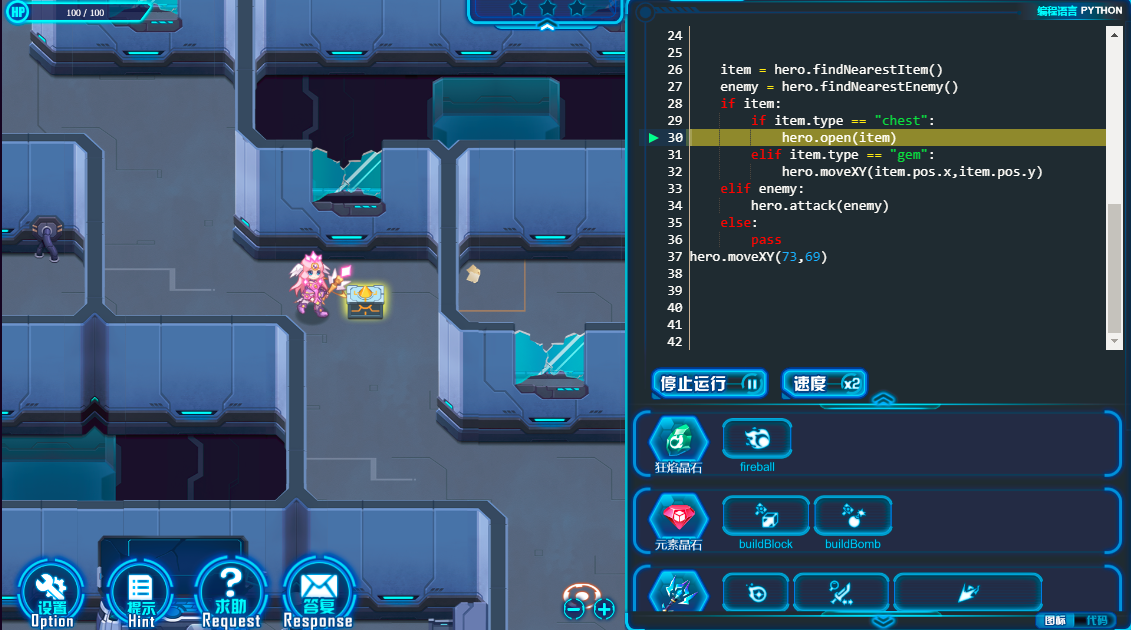 HP
100 / 100
编程语言 PYTHON
24
25
26 item = hero.findNearestItem()
27 enemy = hero.findNearestEnemy()
28 if item:
29 if item.type == "chest":
30 hero.open(item)
31 elif item.type == "gem":
32 hero.moveXY(item.pos.x,item.pos.y)
33 elif enemy:
34 hero.attack(enemy)
35 else:
36 pass
37 hero.moveXY(73,69)
38
39
40
41
42
停止运行
速度 x2
狂焰晶石
fireball
元素晶石
buildBlock
buildBomb
设置
Option
提示
Hint
求助
Request
答复
Response
图标
代码